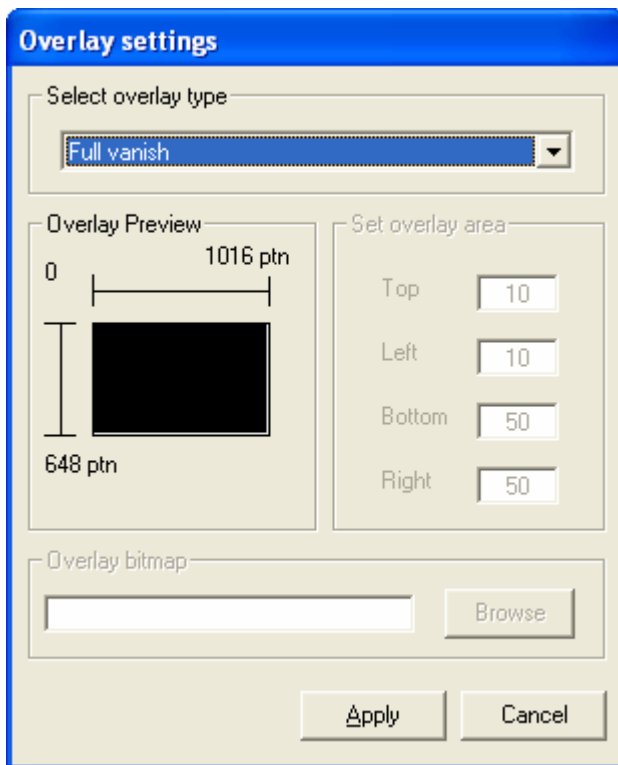 Overlay settings
Select overlay type
Full vanish
Overlay Preview
0
1016 ptn
648 ptn
Set overlay area
Top 10
Left 10
Bottom 50
Right 50
Overlay bitmap
Browse
Apply Cancel